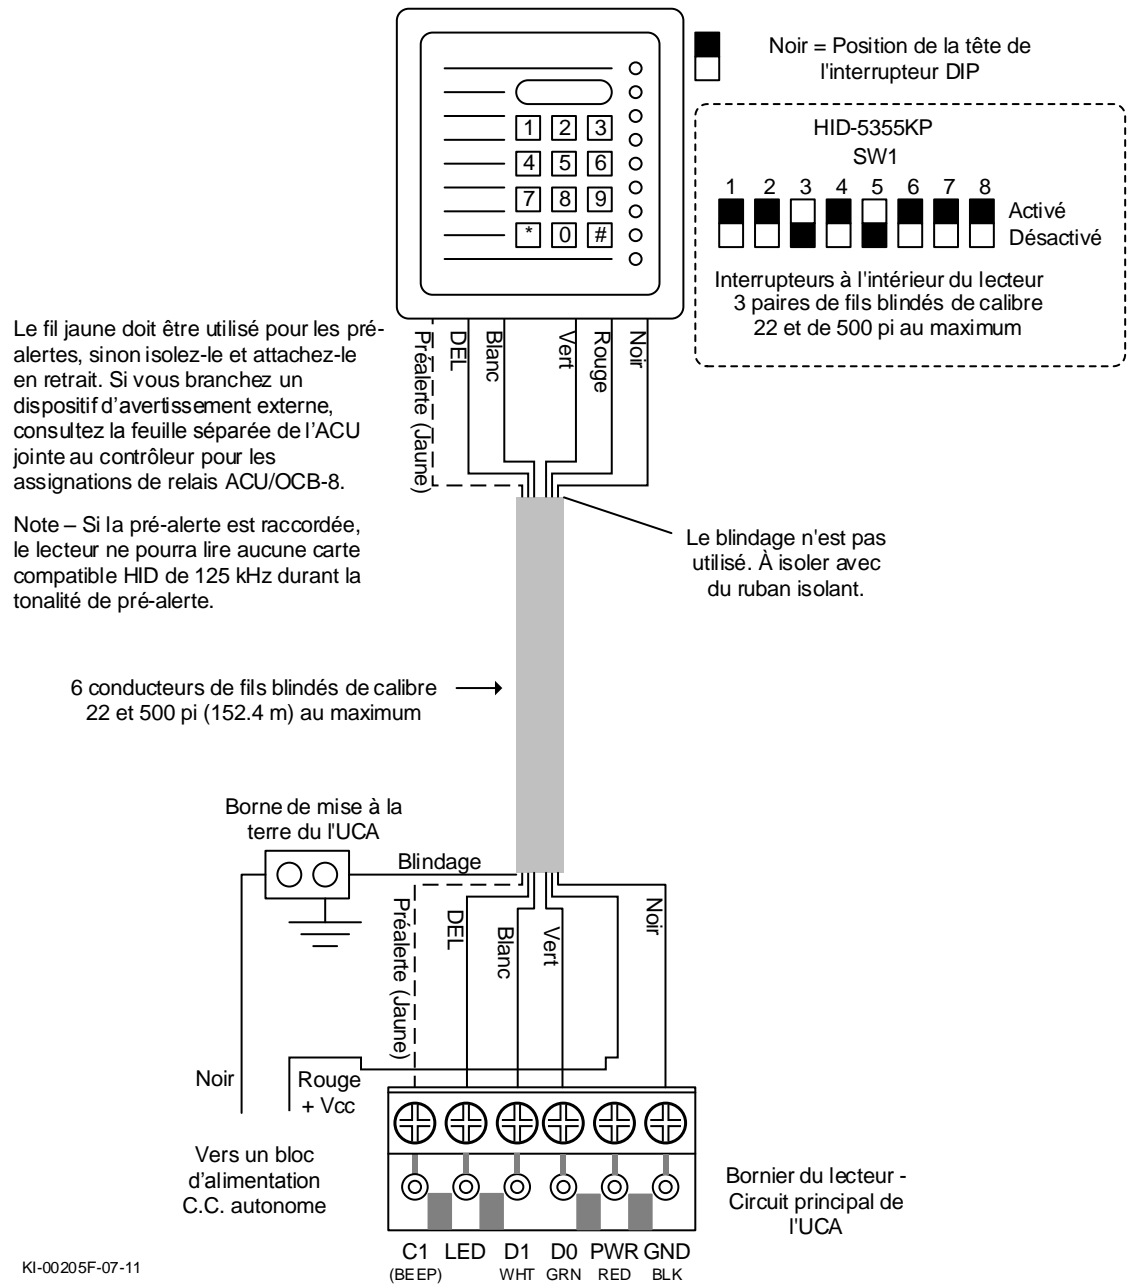 Noir = Position de la tête de
l'interrupteur DIP
HID-5355KP
SW1
1 2 3 4 5 6 7 8
Activé
Désactivé
Interrupteurs à l'intérieur du lecteur
3 paires de fils blindés de calibre
22 et de 500 pi au maximum
1 2 3
4 5 6
7 8 9
* 0 #
Préalerte (Jaune)
DEL
Blanc
Vert
Rouge
Noir
Le fil jaune doit être utilisé pour les pré-
alertes, sinon isolez-le et attachez-le
en retrait. Si vous branchez un
dispositif d'avertissement externe,
consultez la feuille séparée de l'ACU
jointe au contrôleur pour les
assignations de relais ACU/OCB-8.
Note – Si la pré-alerte est raccordée,
le lecteur ne pourra lire aucune carte
compatible HID de 125 kHz durant la
tonalité de pré-alerte.
Le blindage n'est pas
utilisé. À isoler avec
du ruban isolant.
6 conducteurs de fils blindés de calibre
22 et 500 pi (152.4 m) au maximum
Borne de mise à la
terre du l'UCA
Blindage
Préalerte (Jaune)
DEL
Blanc
Vert
Noir
Noir
Rouge
+ Vcc
Vers un bloc
d'alimentation
C.C. autonome
Bornier du lecteur -
Circuit principal de
l'UCA
C1 LED D1 D0 PWR GND
(BEEP) WHT GRN RED BLK
KI-00205F-07-11